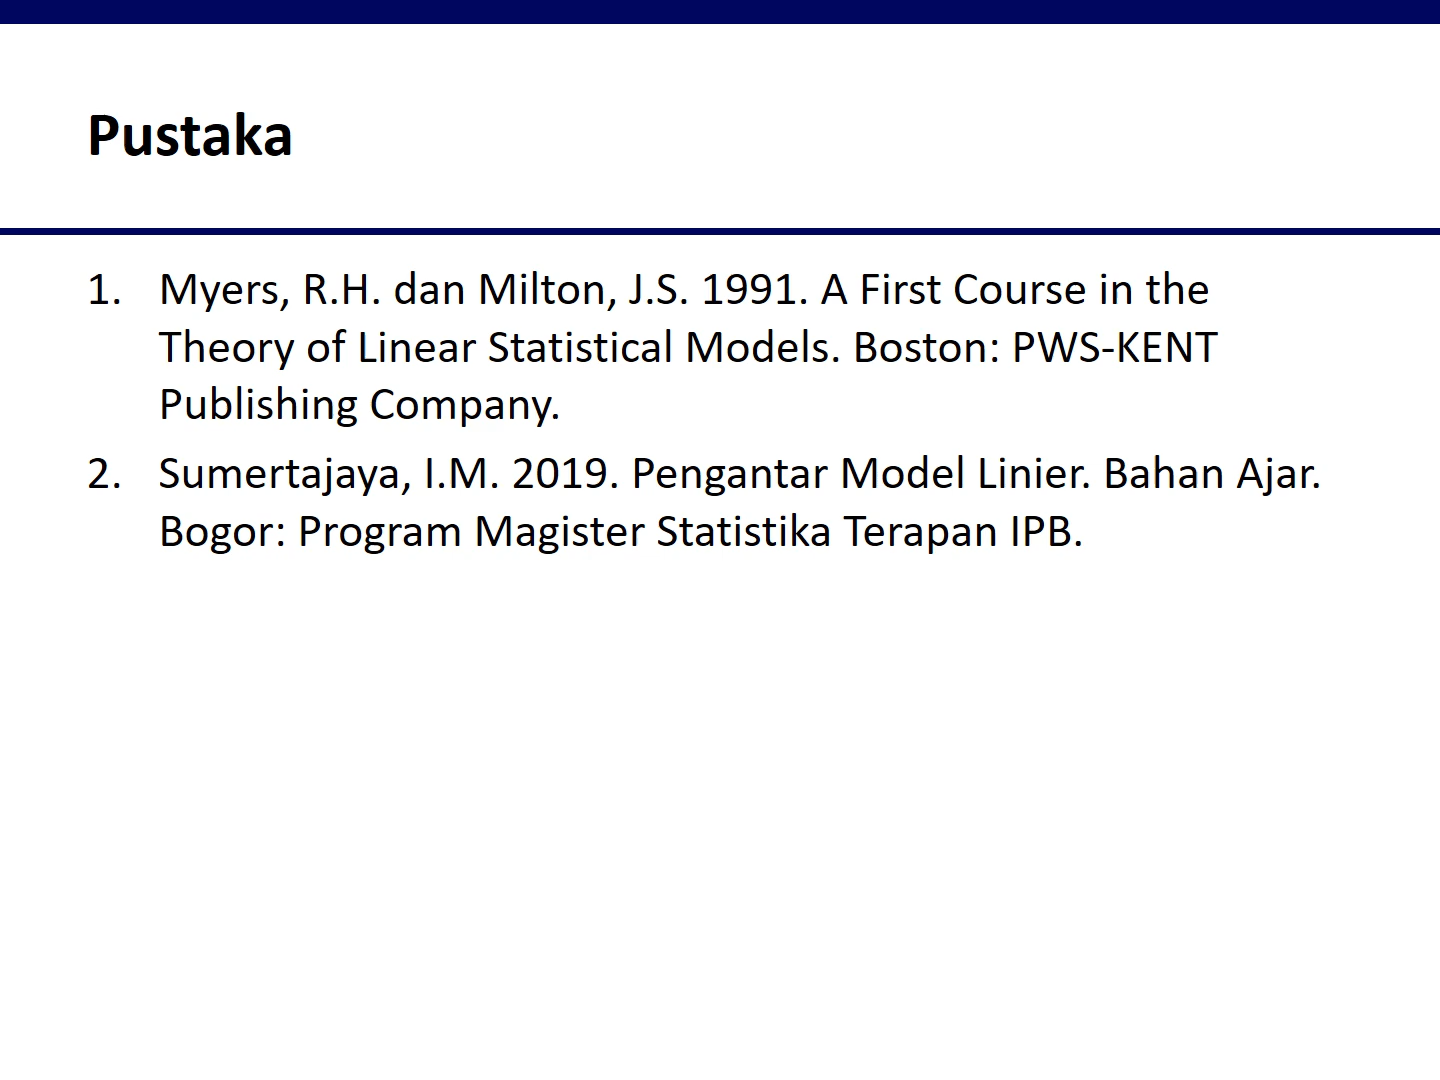 Pustaka
1. Myers, R.H. dan Milton, J.S. 1991. A First Course in the
Theory of Linear Statistical Models. Boston: PWS-KENT
Publishing Company.
2. Sumertajaya, I.M. 2019. Pengantar Model Linier. Bahan Ajar.
Bogor: Program Magister Statistika Terapan IPB.